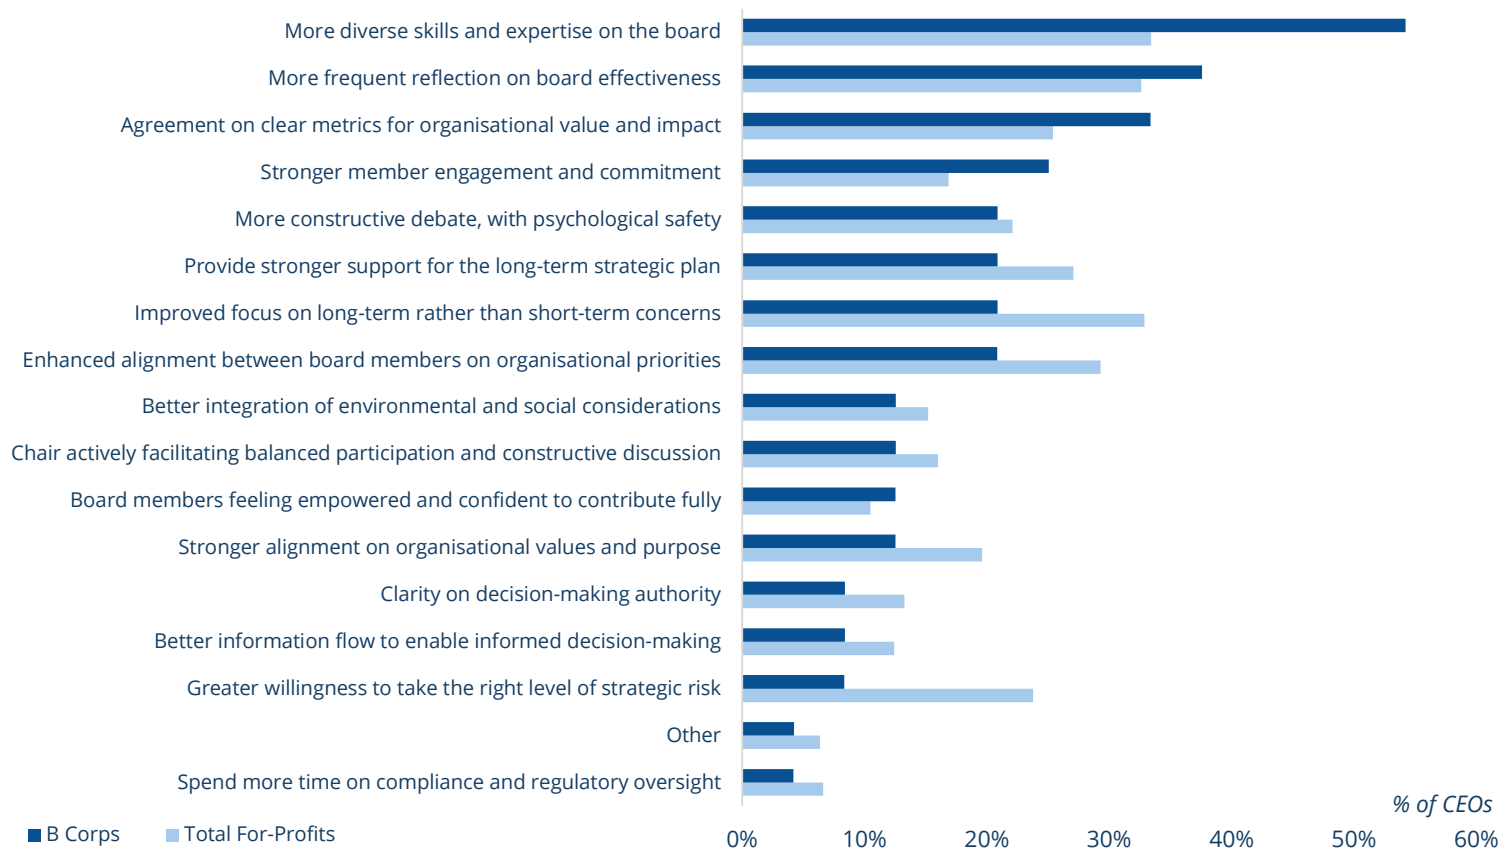 More diverse skills and expertise on the board
More frequent reflection on board effectiveness
Agreement on clear metrics for organisational value and impact
Stronger member engagement and commitment
More constructive debate, with psychological safety
Provide stronger support for the long-term strategic plan
Improved focus on long-term rather than short-term concerns
Enhanced alignment between board members on organisational priorities
Better integration of environmental and social considerations
Chair actively facilitating balanced participation and constructive discussion
Board members feeling empowered and confident to contribute fully
Stronger alignment on organisational values and purpose
Clarity on decision-making authority
Better information flow to enable informed decision-making
Greater willingness to take the right level of strategic risk
Other
Spend more time on compliance and regulatory oversight
% of CEOs
B Corps Total For-Profits
0% 10% 20% 30% 40% 50% 60%